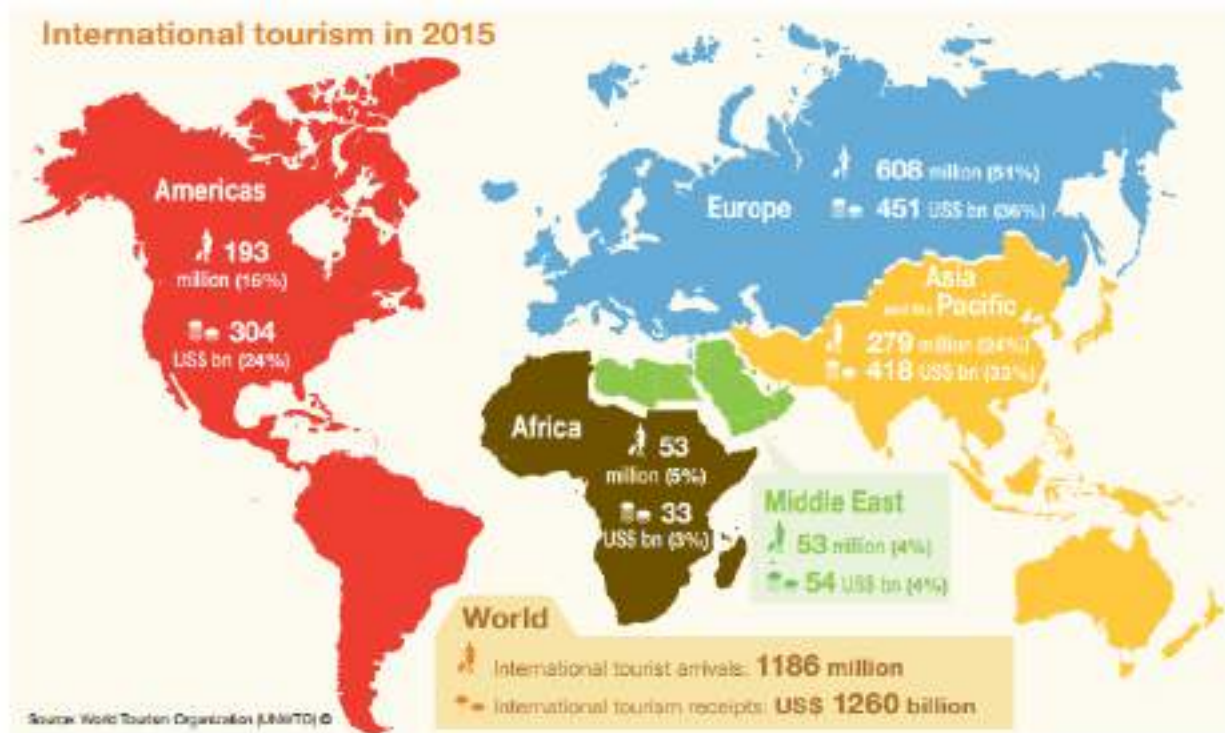 International tourism in 2015
Americas
193
million (16%)
304
US$ bn (24%)
Europe
608 million (51%)
451 US$ bn (36%)
Asia
and the Pacific
279 million (24%)
418 US$ bn (33%)
Africa
53
million (5%)
33
US$ bn (3%)
Middle East
53 million (4%)
54 US$ bn (4%)
World
International tourist arrivals: 1186 million
International tourism receipts: US$ 1260 billion
Source: World Tourism Organization (UNWTO) ©